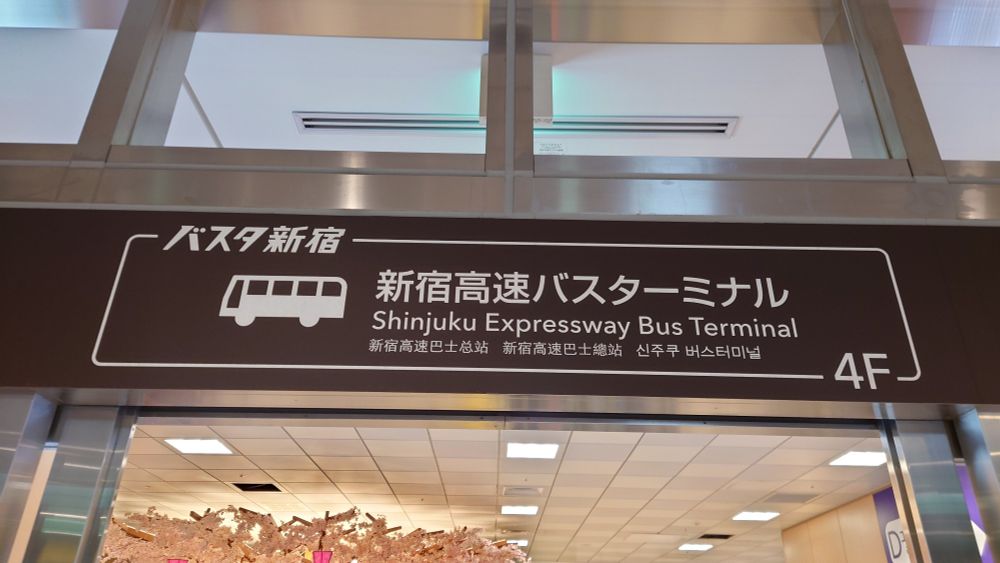 バスタ新宿
新宿高速バスターミナル
Shinjuku Expressway Bus Terminal
新宿高速巴士总站 新宿高速巴士總站 신주쿠 버스터미널
4F
D